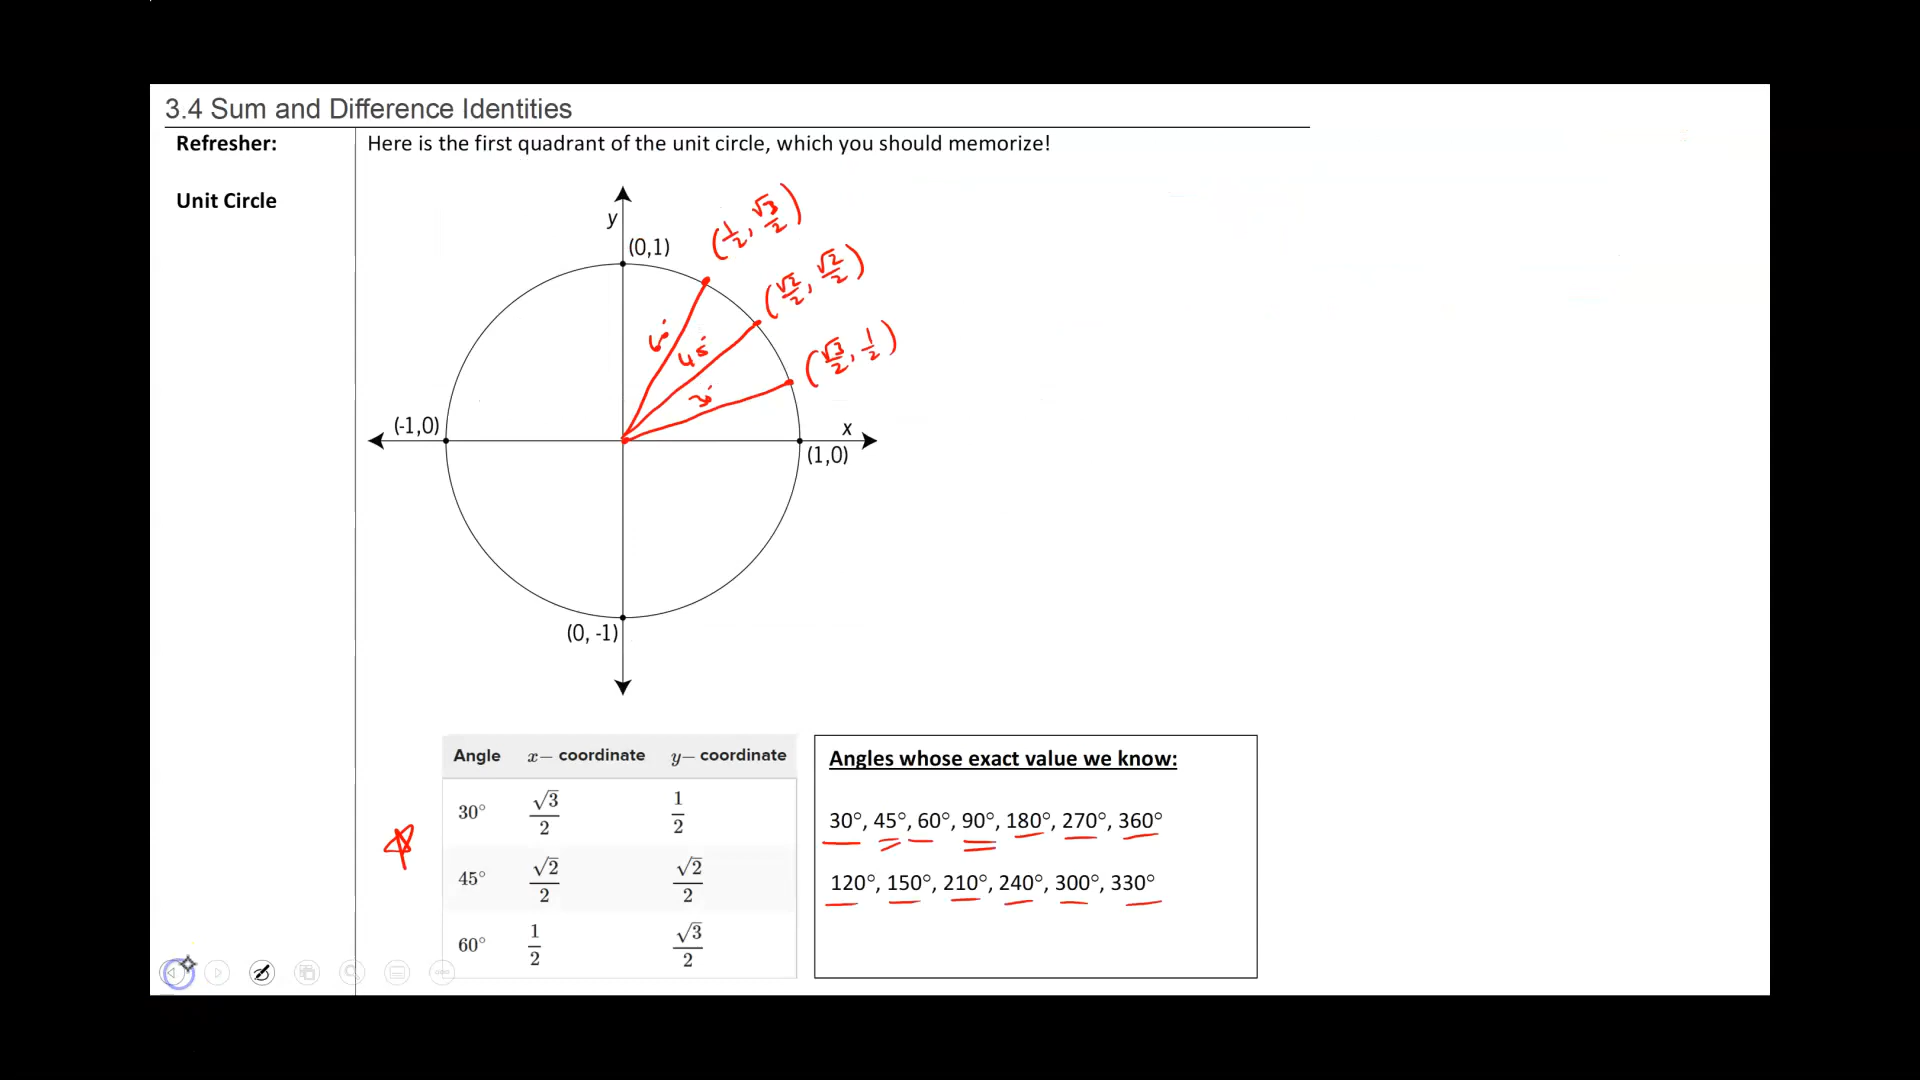 3.4 Sum and Difference Identities
Refresher:
Here is the first quadrant of the unit circle, which you should memorize!
Unit Circle
y
(0,1)
(1/2, √3/2)
(√2/2, √2/2)
(√3/2, 1/2)
60°
45°
30°
(-1,0)
x
(1,0)
(0, -1)
Angle x− coordinate y− coordinate
30° √3/2 1/2
45° √2/2 √2/2
60° 1/2 √3/2
Angles whose exact value we know:
30°, 45°, 60°, 90°, 180°, 270°, 360°
120°, 150°, 210°, 240°, 300°, 330°